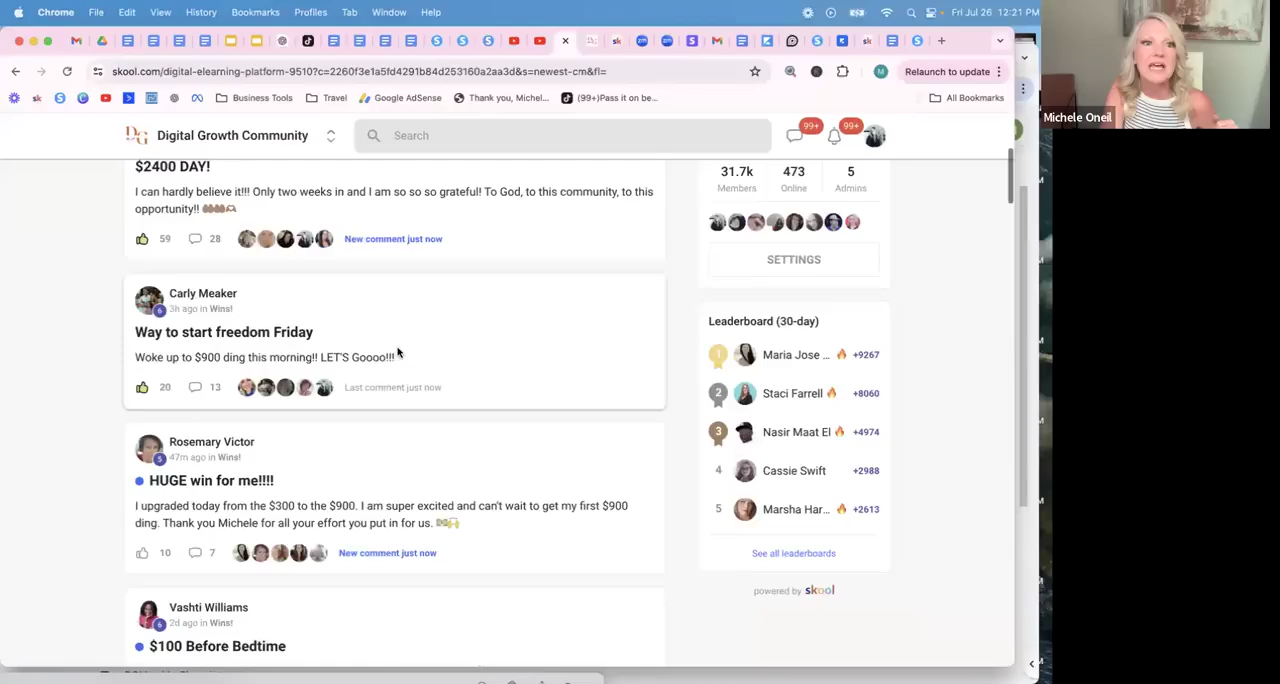 Chrome File Edit View History Bookmarks Profiles Tab Window Help
Fri Jul 26 12:21 PM
skool.com/digital-elearning-platform-9510?c=2260f3e1a5fd4291b84d253160a2aa3d&s=newest-cm&fl=
M
Relaunch to update
Business Tools
Travel
Google AdSense
Thank you, Michel...
(99+)Pass it on be...
All Bookmarks
Michele Oneil
DG Digital Growth Community
Search
99+
99+
$2400 DAY!
I can hardly believe it!!! Only two weeks in and I am so so so grateful! To God, to this community, to this
opportunity!!
59
28
New comment just now
Carly Meaker
6
3h ago in Wins!
Way to start freedom Friday
Woke up to $900 ding this morning!! LET'S Goooo!!!
20
13
Last comment just now
Rosemary Victor
5
47m ago in Wins!
HUGE win for me!!!!
I upgraded today from the $300 to the $900. I am super excited and can't wait to get my first $900
ding. Thank you Michele for all your effort you put in for us.
10
7
New comment just now
Vashti Williams
6
2d ago in Wins!
$100 Before Bedtime
31.7k 473 5
Members Online Admins
SETTINGS
Leaderboard (30-day)
1 Maria Jose ... +9267
2 Staci Farrell +8060
3 Nasir Maat El +4974
4 Cassie Swift +2988
5 Marsha Har... +2613
See all leaderboards
powered by skool